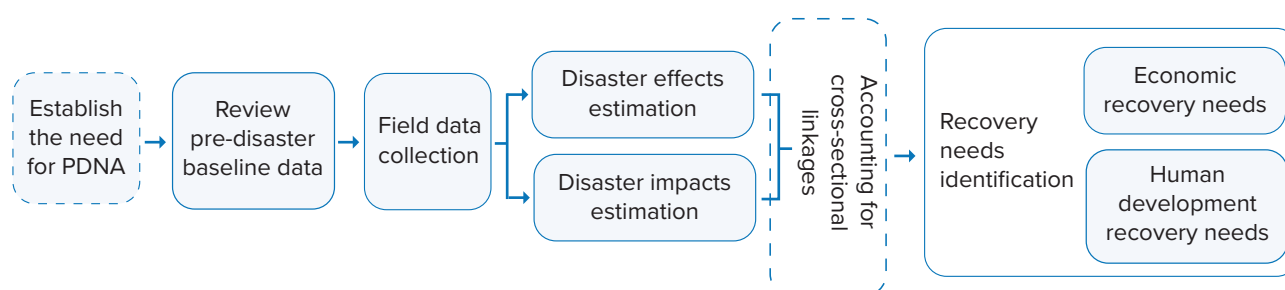 Establish
the need
for PDNA
Review
pre-disaster
baseline data
Field data
collection
Disaster effects
estimation
Disaster impacts
estimation
Accounting for
cross-sectional
linkages
Recovery
needs
identification
Economic
recovery needs
Human
development
recovery needs